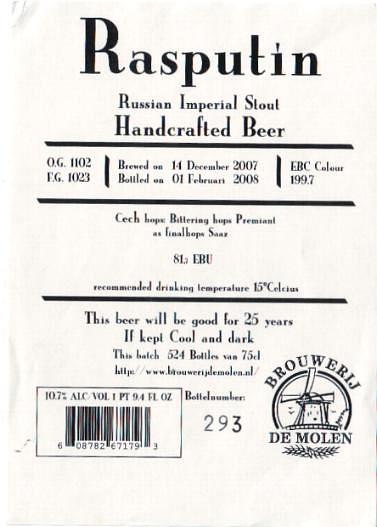 Rasputin
Russian Imperial Stout
Handcrafted Beer
O.G. 1102
F.G. 1023
Brewed on 14 December 2007
Bottled on 01 Februari 2008
EBC Colour
199.7
Cech hops: Bittering hops Premiant
as finalhops Saaz
81,7 EBU
recommended drinking temperature 15°Celcius
This beer will be good for 25 years
If kept Cool and dark
This batch 524 Bottles van 75cl
http://www.brouwerijdemolen.nl/
10.7% ALC/VOL 1 PT 9.4 FL OZ
6 08782 67179 3
Bottelnumber:
293
BROUWERIJ
DE MOLEN